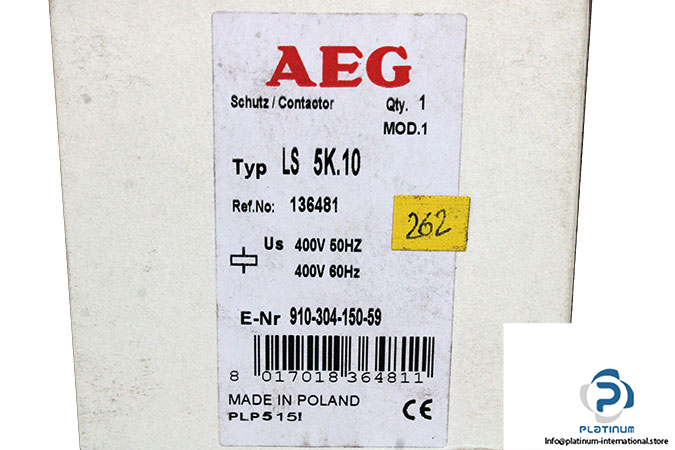 AEG
Schutz / Contactor Qty. 1
MOD.1
Typ LS 5K.10
Ref.No: 136481
262
Us 400V 50HZ
400V 60Hz
E-Nr 910-304-150-59
8 017018 364811
MADE IN POLAND
PLP5151
CE
PLATINUM
Info@platinum-international.store